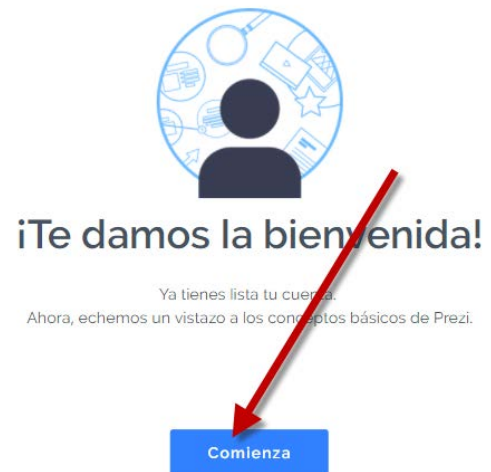 ¡Te damos la bienvenida!
Ya tienes lista tu cuenta.
Ahora, echemos un vistazo a los conceptos básicos de Prezi.
Comienza